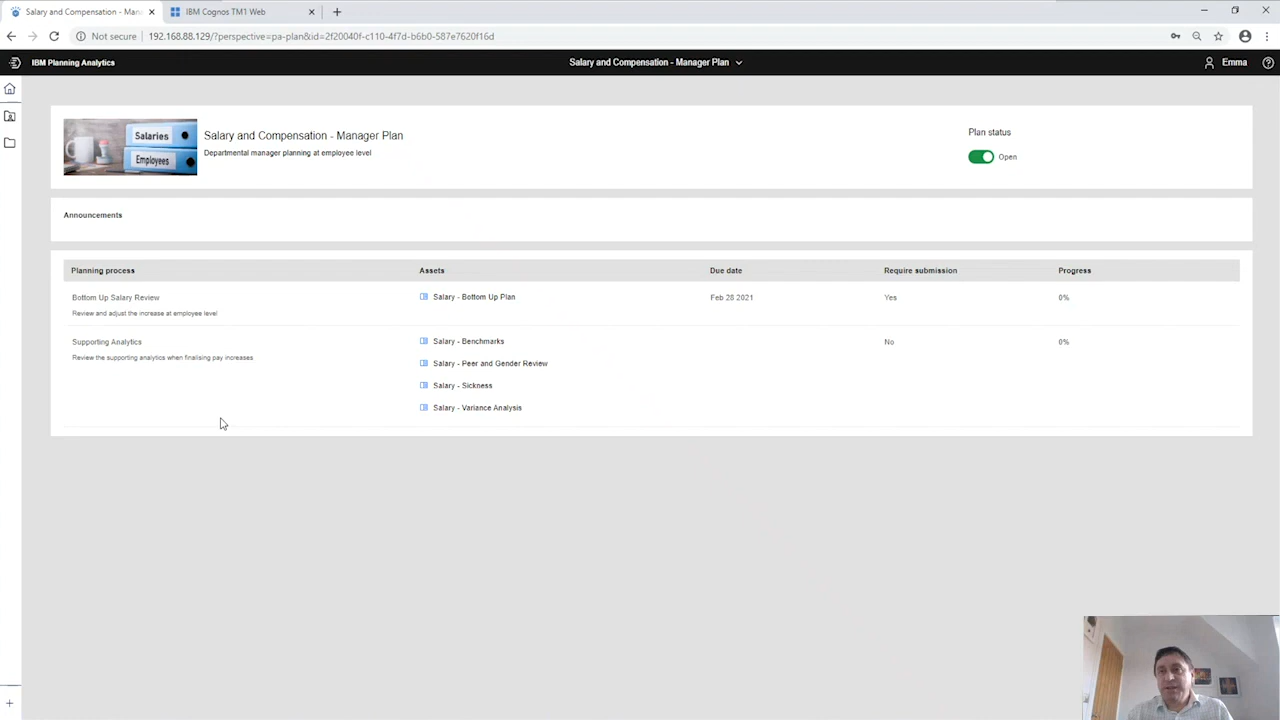 Salary and Compensation - Man
IBM Cognos TM1 Web
Not secure
192.168.88.129/?perspective=pa-plan&id=2f20040f-c110-4f7d-b6b0-587e7620f16d
IBM Planning Analytics
Salary and Compensation - Manager Plan
Emma
Salaries
Employees
Salary and Compensation - Manager Plan
Departmental manager planning at employee level
Plan status
Open
Announcements
Planning process Assets Due date Require submission Progress
Bottom Up Salary Review Salary - Bottom Up Plan Feb 28 2021 Yes 0%
Review and adjust the increase at employee level
Supporting Analytics Salary - Benchmarks No 0%
Review the supporting analytics when finalising pay increases
Salary - Peer and Gender Review
Salary - Sickness
Salary - Variance Analysis